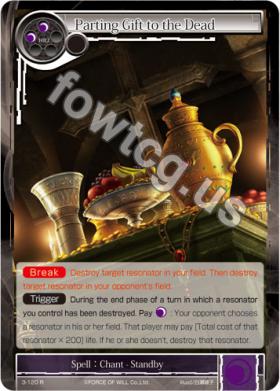 Parting Gift to the Dead
WILL
fowtcg.us
Break Destroy target resonator in your field. Then destroy
target resonator in your opponent's field.
Trigger During the end phase of a turn in which a resonator
you control has been destroyed. Pay : Your opponent chooses
a resonator in his or her field. That player may pay [Total cost of that
resonator × 200] life. If he or she doesn't, destroy that resonator.
Spell : Chant - Standby
3-120 R
©FORCE OF WILL Co.,Ltd.